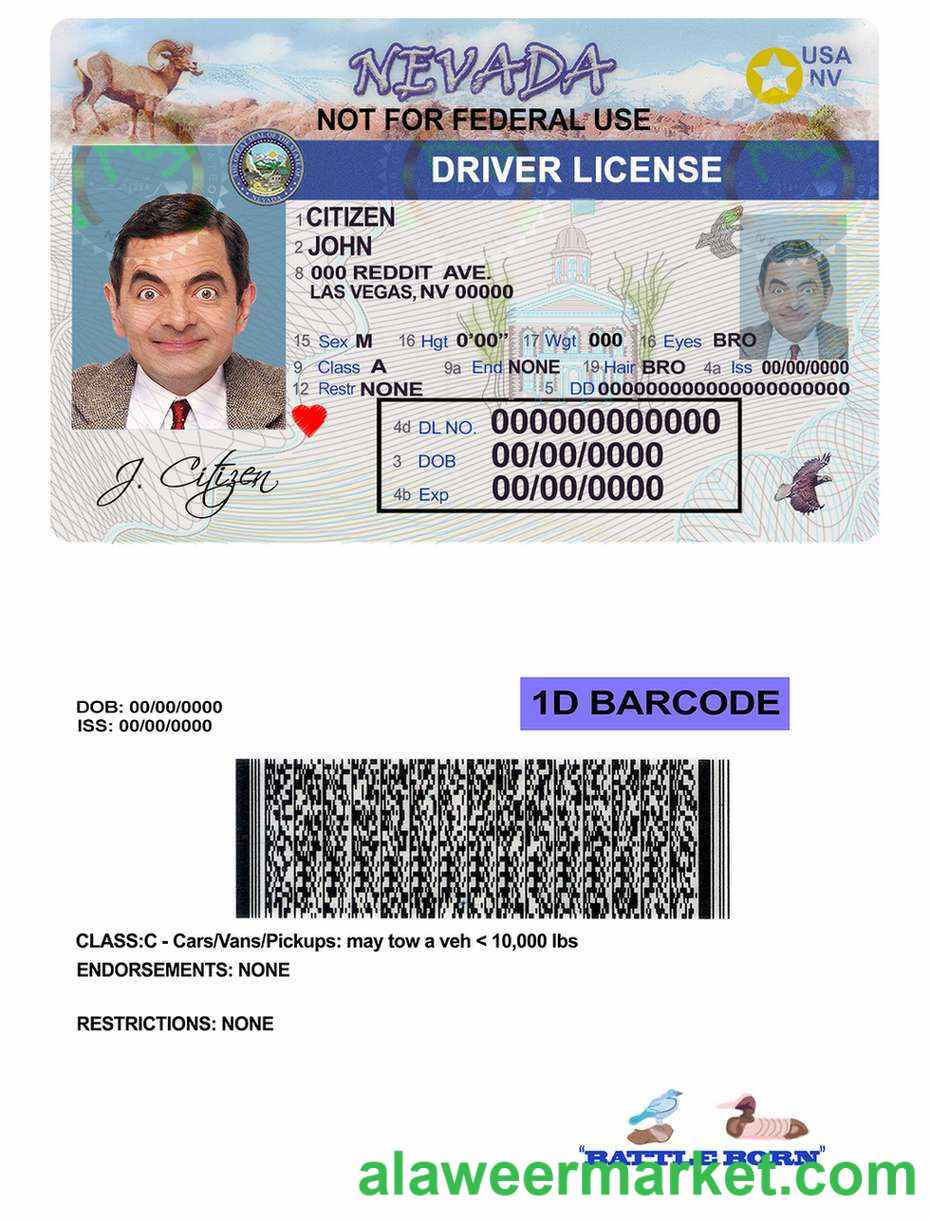 NEVADA
USA
NV
NOT FOR FEDERAL USE
DRIVER LICENSE
1 CITIZEN
2 JOHN
8 000 REDDIT AVE.
LAS VEGAS, NV 00000
15 Sex M 16 Hgt 0'00" 17 Wgt 000 16 Eyes BRO
9 Class A 9a End NONE 19 Hair BRO 4a Iss 00/00/0000
12 Restr NONE 5 DD 000000000000000000000
4d DL NO. 000000000000
3 DOB 00/00/0000
4b Exp 00/00/0000
J. Citizen
DOB: 00/00/0000
ISS: 00/00/0000
1D BARCODE
CLASS:C - Cars/Vans/Pickups: may tow a veh < 10,000 lbs
ENDORSEMENTS: NONE
RESTRICTIONS: NONE
"BATTLE BORN"
alaweermarket.com